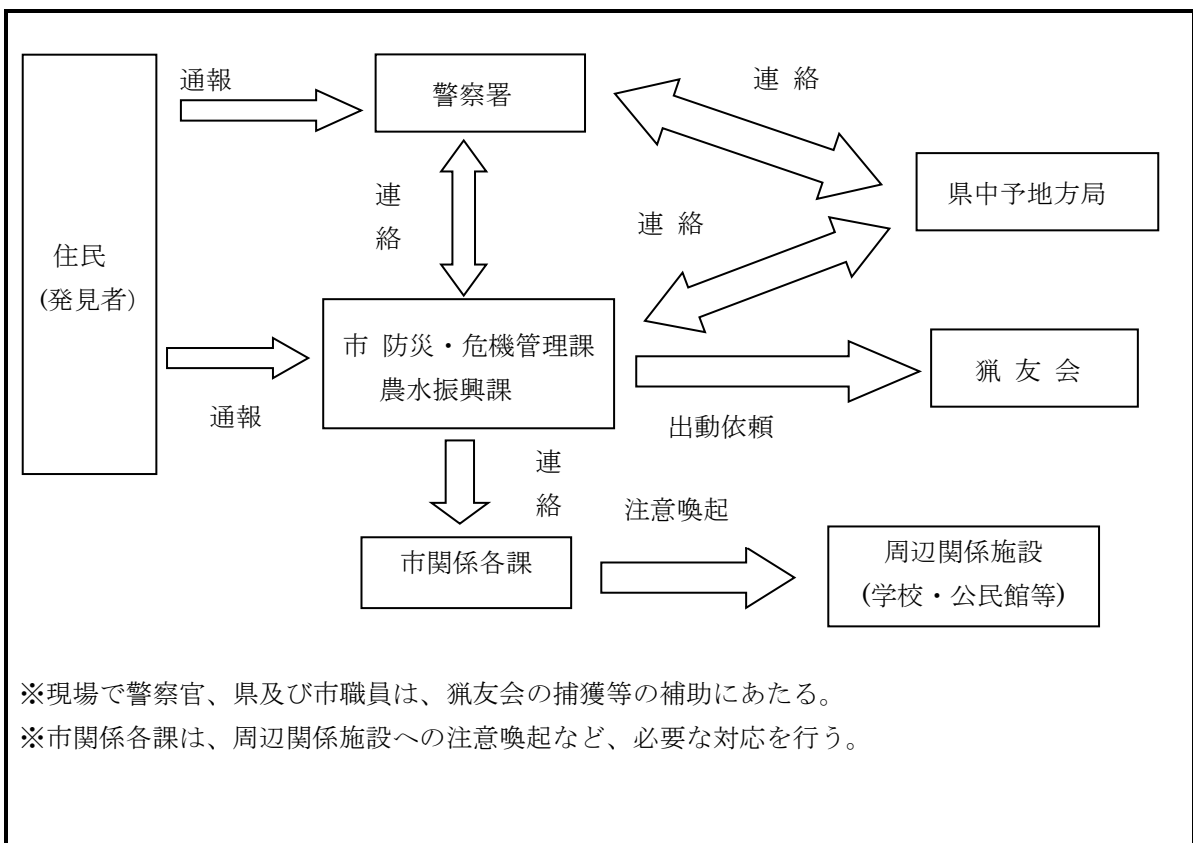 通報
警察署
連 絡
県中予地方局
連絡
連 絡
住民
(発見者)
市 防災・危機管理課
農水振興課
通報
出動依頼
猟 友 会
連絡
注意喚起
市関係各課
周辺関係施設
(学校・公民館等)
※現場で警察官、県及び市職員は、猟友会の捕獲等の補助にあたる。
※市関係各課は、周辺関係施設への注意喚起など、必要な対応を行う。